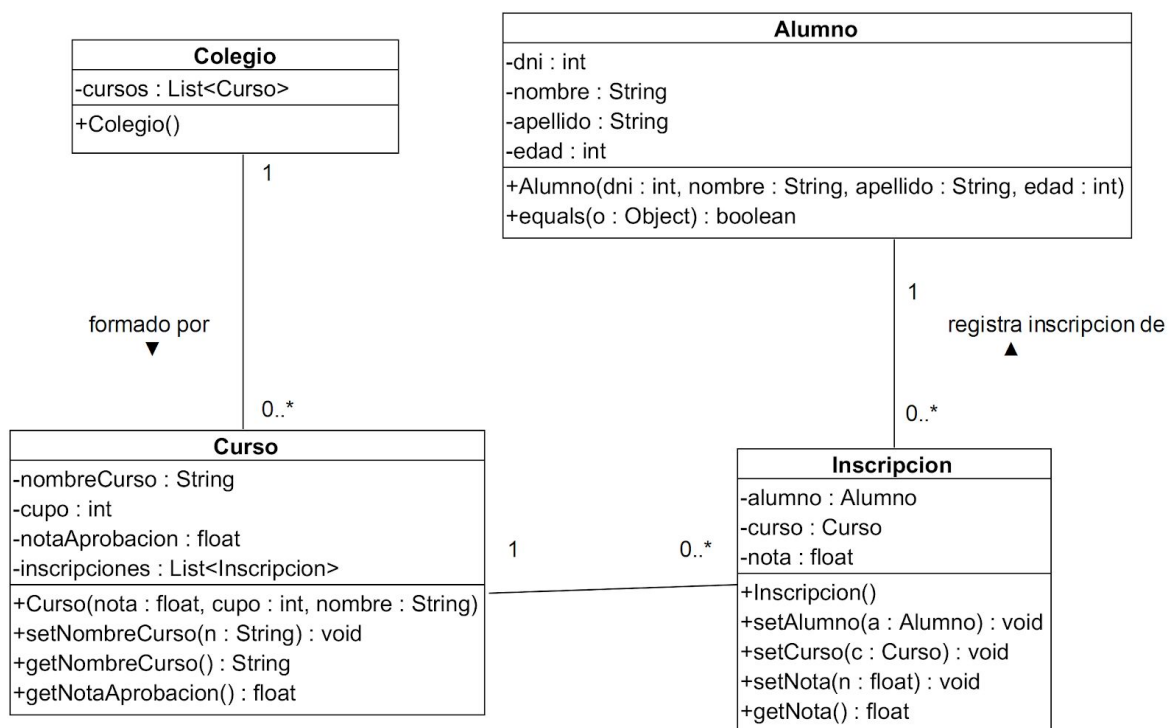 Colegio
-cursos : List<Curso>
+Colegio()
Alumno
-dni : int
-nombre : String
-apellido : String
-edad : int
+Alumno(dni : int, nombre : String, apellido : String, edad : int)
+equals(o : Object) : boolean
1
formado por
▼
0..*
1
registra inscripcion de
▲
0..*
Curso
-nombreCurso : String
-cupo : int
-notaAprobacion : float
-inscripciones : List<Inscripcion>
+Curso(nota : float, cupo : int, nombre : String)
+setNombreCurso(n : String) : void
+getNombreCurso() : String
+getNotaAprobacion() : float
1
0..*
Inscripcion
-alumno : Alumno
-curso : Curso
-nota : float
+Inscripcion()
+setAlumno(a : Alumno) : void
+setCurso(c : Curso) : void
+setNota(n : float) : void
+getNota() : float